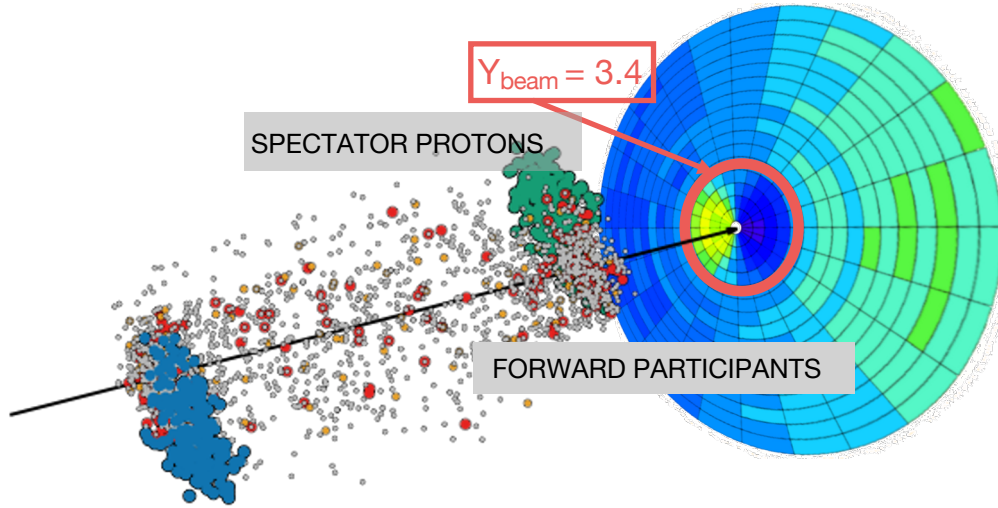 Y_beam = 3.4
SPECTATOR PROTONS
FORWARD PARTICIPANTS